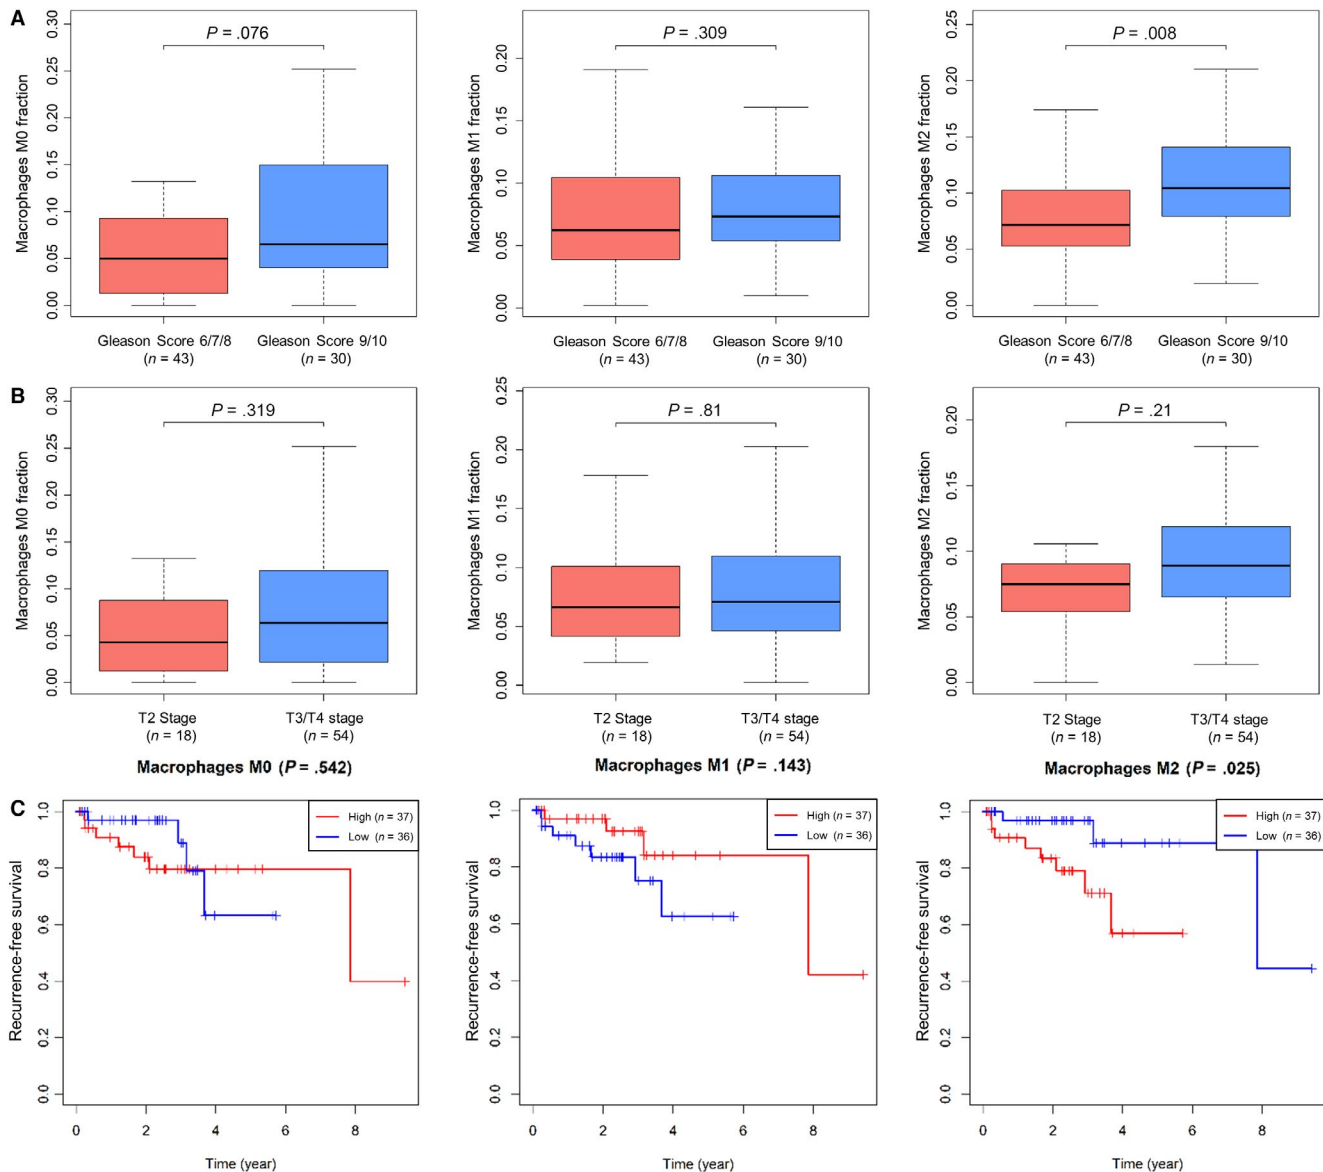 A
P = .076
Macrophages M0 fraction
0.30
0.25
0.20
0.15
0.10
0.05
0.00
Gleason Score 6/7/8
(n = 43)
Gleason Score 9/10
(n = 30)
P = .309
Macrophages M1 fraction
0.20
0.15
0.10
0.05
0.00
Gleason Score 6/7/8
(n = 43)
Gleason Score 9/10
(n = 30)
P = .008
Macrophages M2 fraction
0.25
0.20
0.15
0.10
0.05
0.00
Gleason Score 6/7/8
(n = 43)
Gleason Score 9/10
(n = 30)
B
P = .319
Macrophages M0 fraction
0.30
0.25
0.20
0.15
0.10
0.05
0.00
T2 Stage
(n = 18)
T3/T4 stage
(n = 54)
P = .81
Macrophages M1 fraction
0.25
0.20
0.15
0.10
0.05
0.00
T2 Stage
(n = 18)
T3/T4 stage
(n = 54)
P = .21
Macrophages M2 fraction
0.20
0.15
0.10
0.05
0.00
T2 Stage
(n = 18)
T3/T4 stage
(n = 54)
C
Macrophages M0 (P = .542)
High (n = 37)
Low (n = 36)
Recurrence-free survival
1.0
0.8
0.6
0.4
0.2
0.0
0 2 4 6 8
Time (year)
Macrophages M1 (P = .143)
High (n = 37)
Low (n = 36)
Recurrence-free survival
1.0
0.8
0.6
0.4
0.2
0.0
0 2 4 6 8
Time (year)
Macrophages M2 (P = .025)
High (n = 37)
Low (n = 36)
Recurrence-free survival
1.0
0.8
0.6
0.4
0.2
0.0
0 2 4 6 8
Time (year)